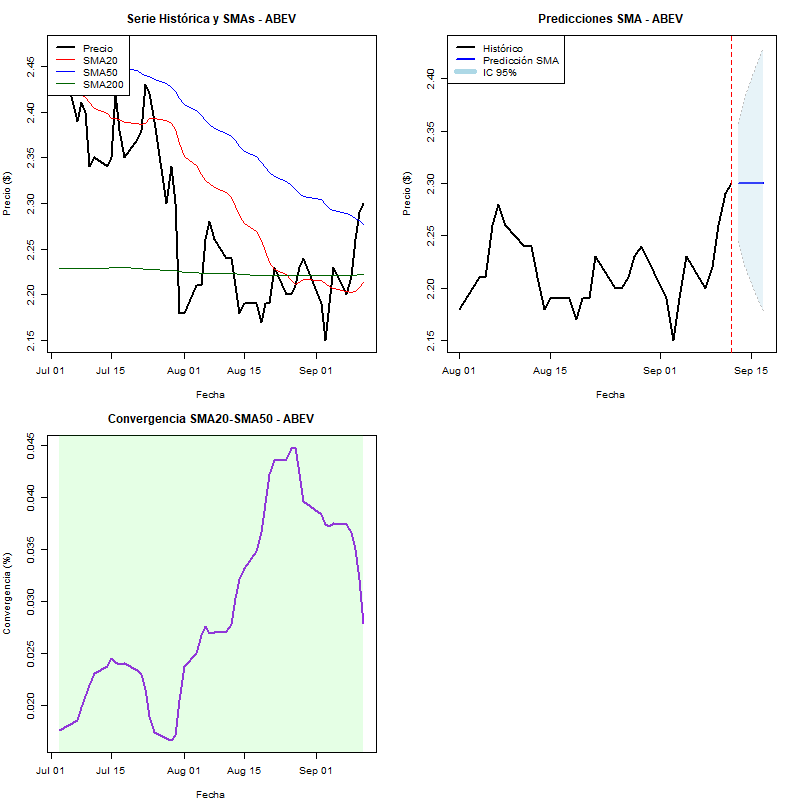 Serie Histórica y SMAs - ABEV
Precio
SMA20
SMA50
SMA200
Precio ($)
2.45
2.40
2.35
2.30
2.25
2.20
2.15
Jul 01
Jul 15
Aug 01
Aug 15
Sep 01
Fecha
Predicciones SMA - ABEV
Histórico
Predicción SMA
IC 95%
Precio ($)
2.40
2.35
2.30
2.25
2.20
2.15
Aug 01
Aug 15
Sep 01
Sep 15
Fecha
Convergencia SMA20-SMA50 - ABEV
Convergencia (%)
0.045
0.040
0.035
0.030
0.025
0.020
Jul 01
Jul 15
Aug 01
Aug 15
Sep 01
Fecha